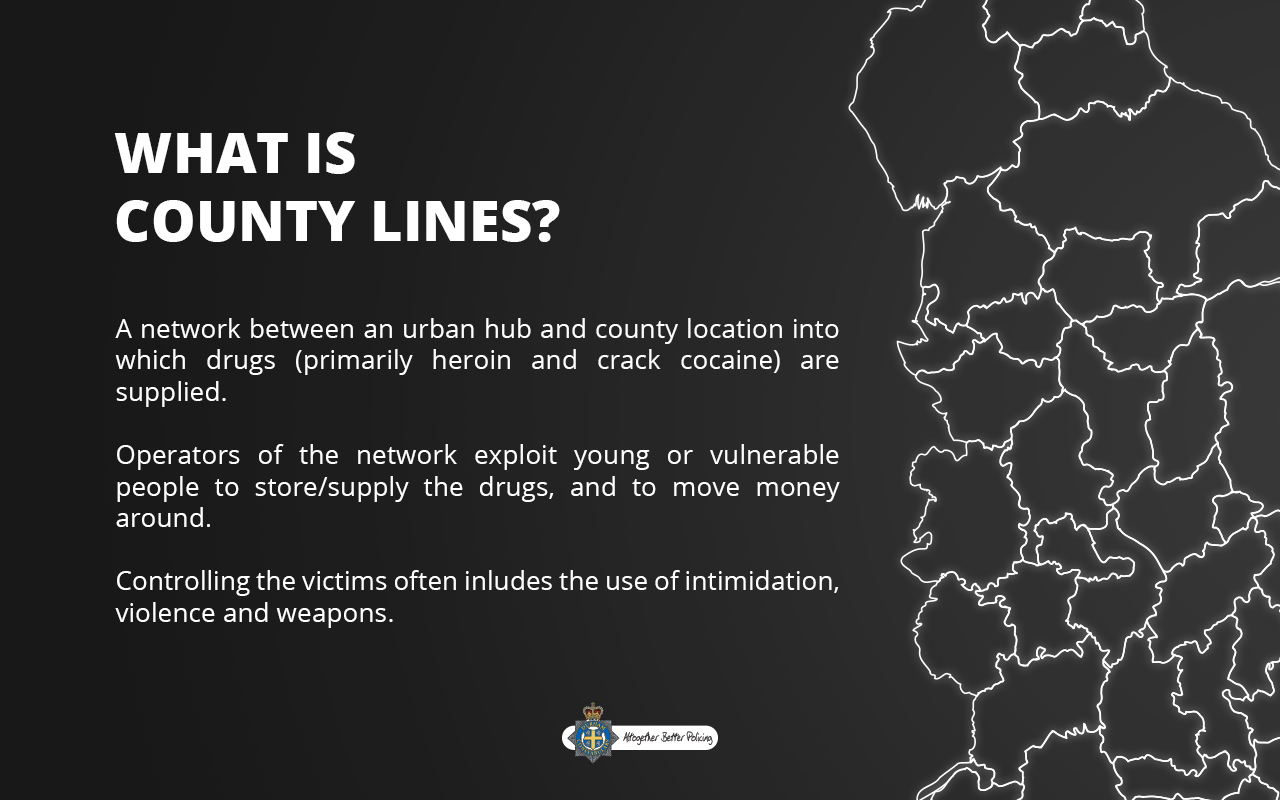 WHAT IS
COUNTY LINES?
A network between an urban hub and county location into
which drugs (primarily heroin and crack cocaine) are
supplied.
Operators of the network exploit young or vulnerable
people to store/supply the drugs, and to move money
around.
Controlling the victims often inludes the use of intimidation,
violence and weapons.
Altogether Better Policing